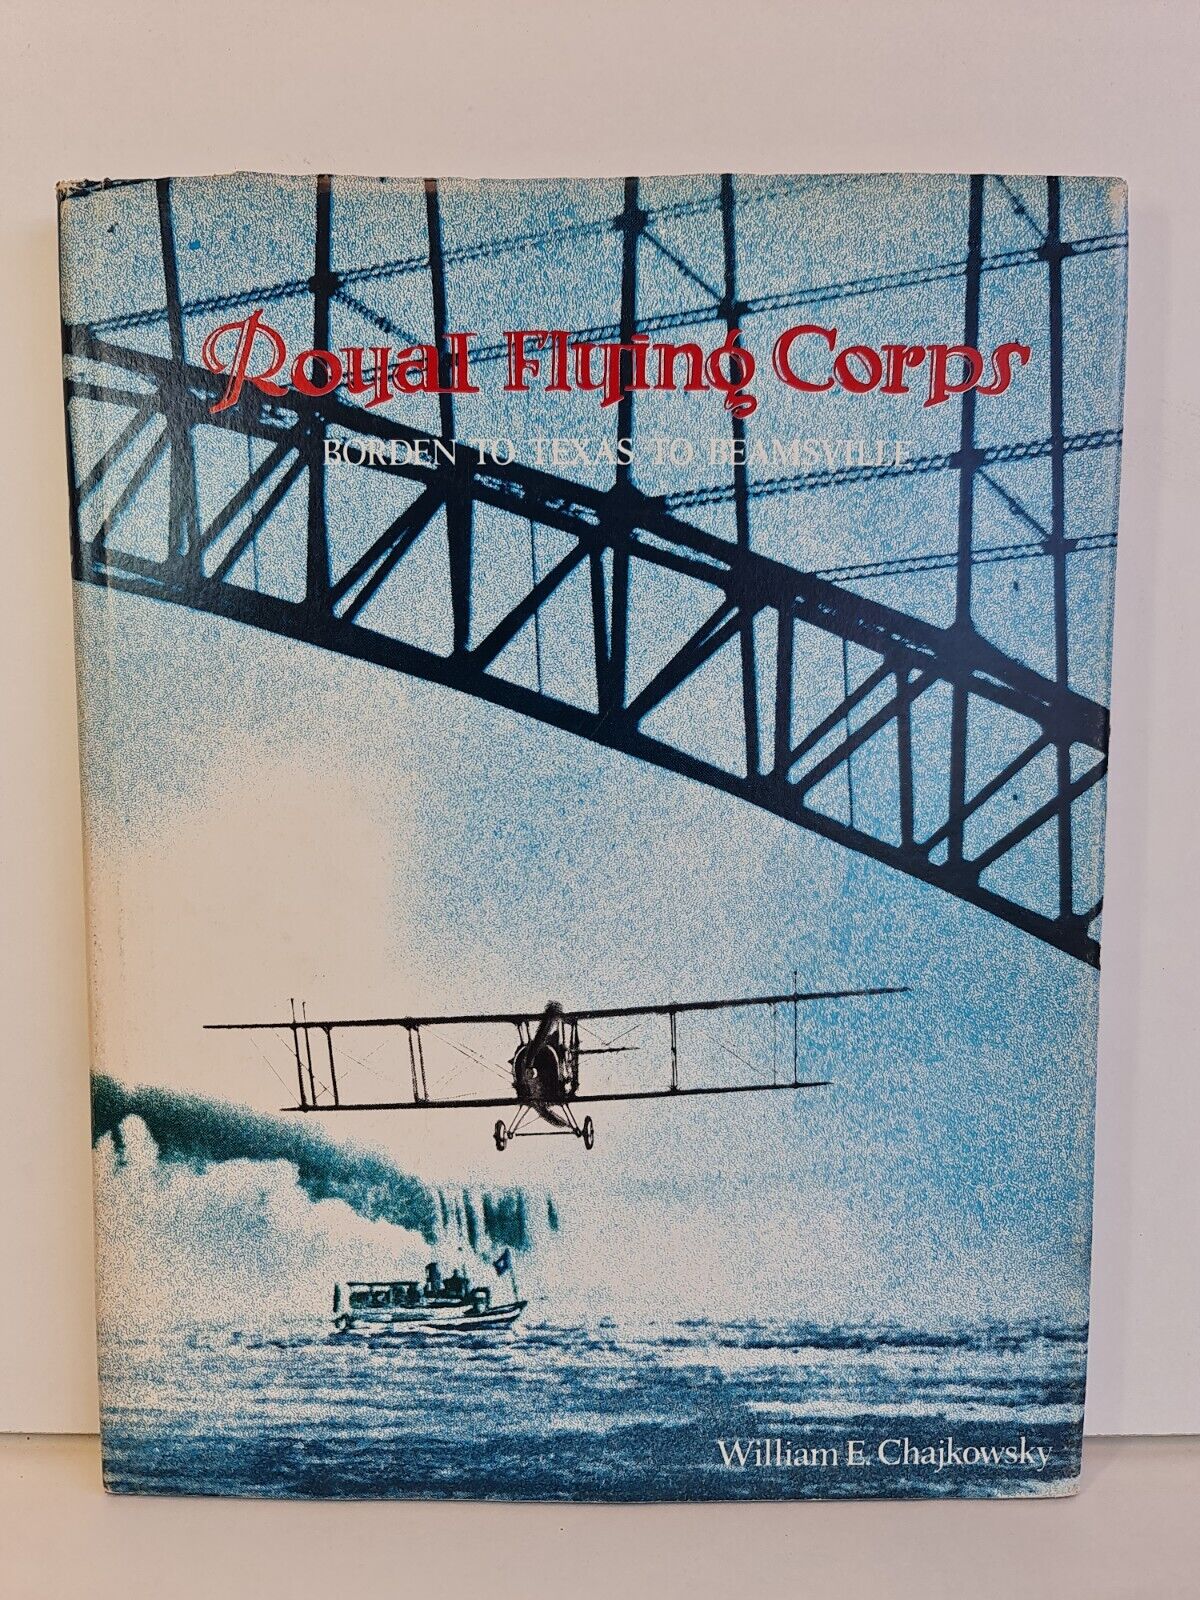 Royal Flying Corps
BORDEN TO TEXAS TO BEAMSVILLE
William E. Chajkowsky